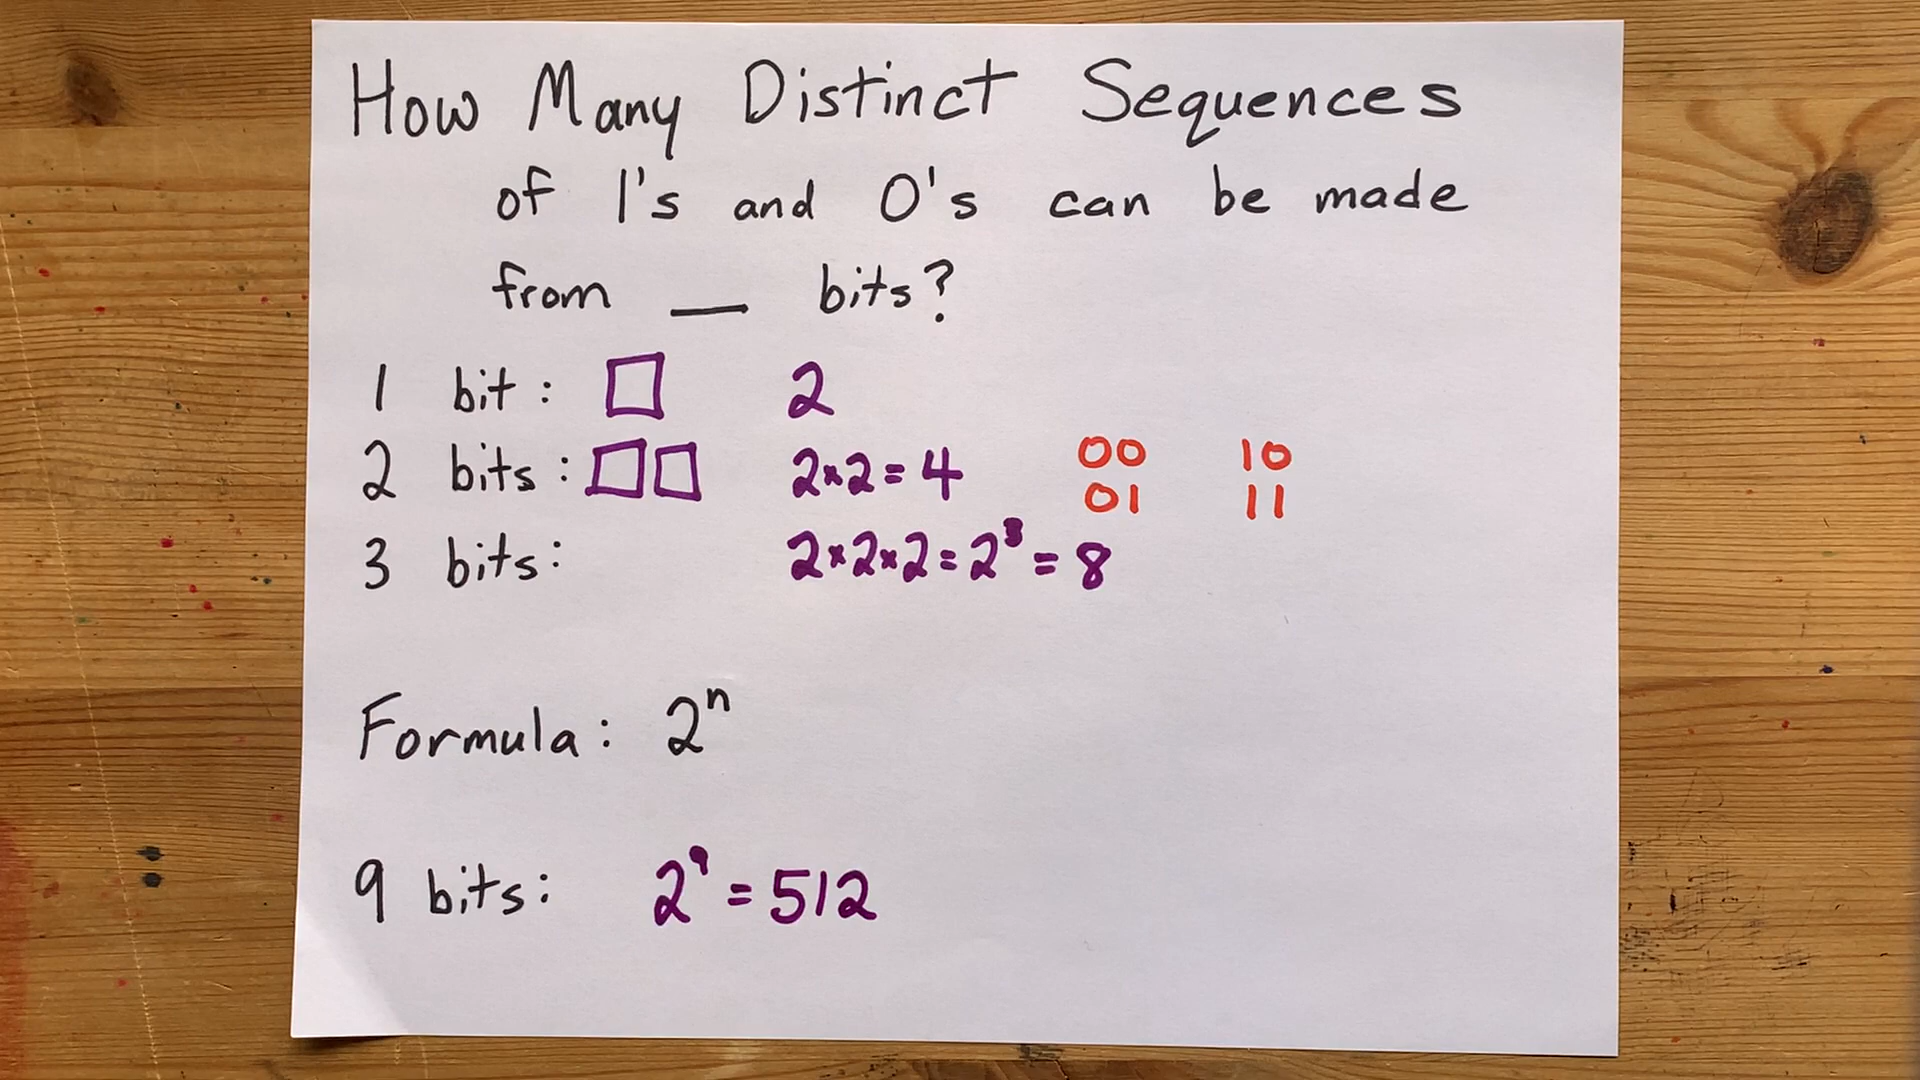 How Many Distinct Sequences
of 1's and 0's can be made
from __ bits?
1 bit: 2
2 bits: 2×2=4 00 10
01 11
3 bits: 2×2×2=2³=8
Formula: 2ⁿ
9 bits: 2⁹=512